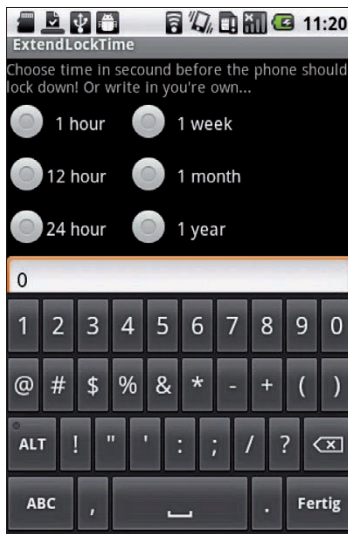 11:20
ExtendLockTime
Choose time in secound before the phone should
lock down! Or write in you're own...
1 hour 1 week
12 hour 1 month
24 hour 1 year
0
1 2 3 4 5 6 7 8 9 0
@ # $ % & * - + ( )
ALT ! " ' : ; / ?
ABC , . Fertig